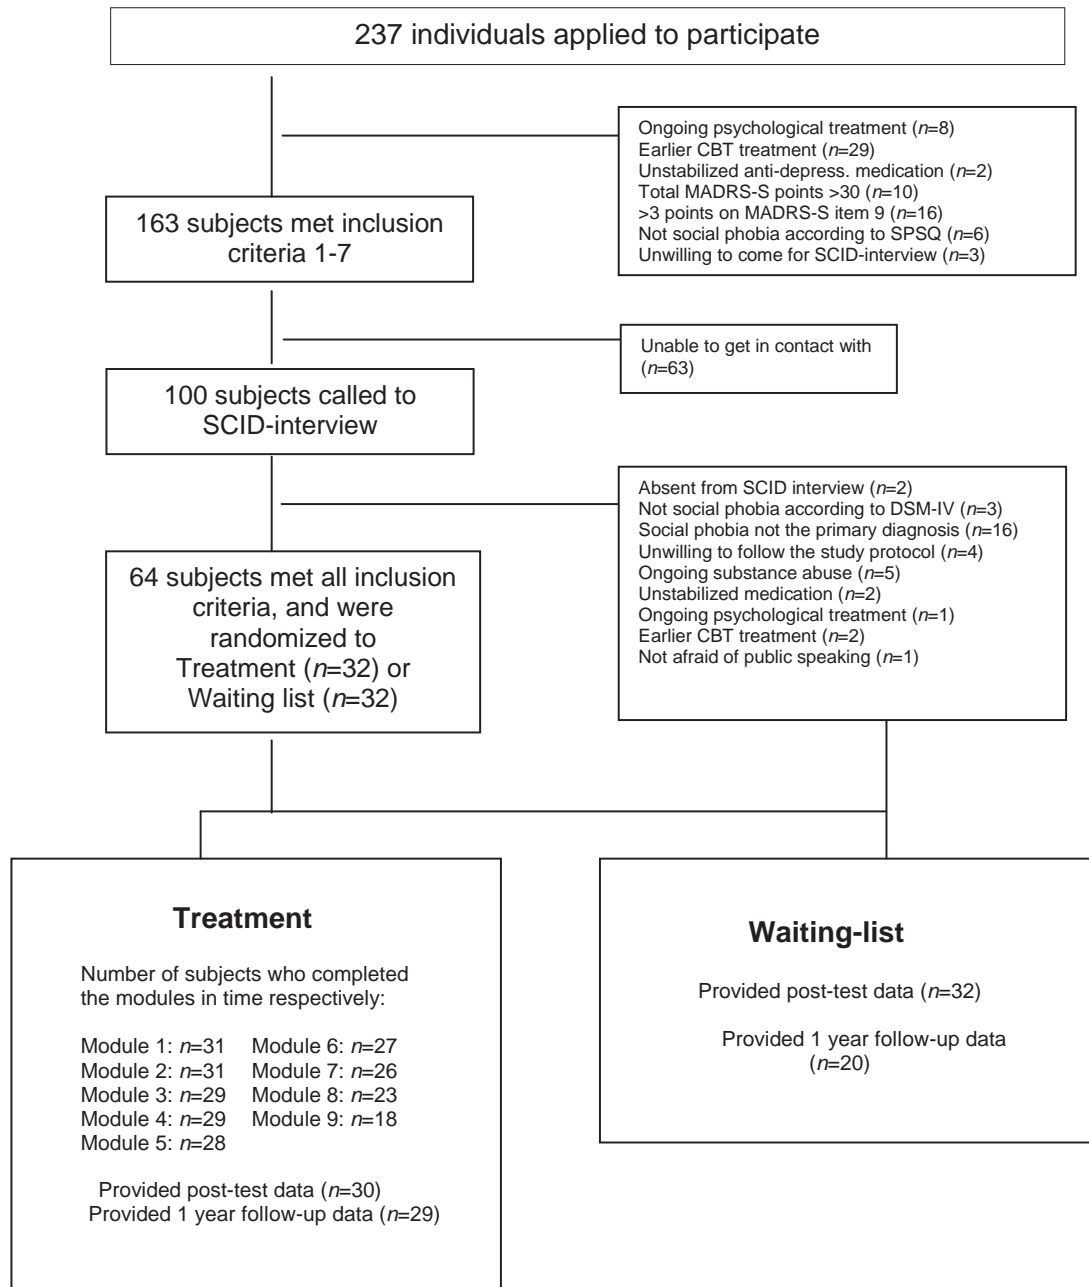 237 individuals applied to participate
Ongoing psychological treatment (n=8)
Earlier CBT treatment (n=29)
Unstabilized anti-depress. medication (n=2)
Total MADRS-S points >30 (n=10)
>3 points on MADRS-S item 9 (n=16)
Not social phobia according to SPSQ (n=6)
Unwilling to come for SCID-interview (n=3)
163 subjects met inclusion
criteria 1-7
Unable to get in contact with
(n=63)
100 subjects called to
SCID-interview
Absent from SCID interview (n=2)
Not social phobia according to DSM-IV (n=3)
Social phobia not the primary diagnosis (n=16)
Unwilling to follow the study protocol (n=4)
Ongoing substance abuse (n=5)
Unstabilized medication (n=2)
Ongoing psychological treatment (n=1)
Earlier CBT treatment (n=2)
Not afraid of public speaking (n=1)
64 subjects met all inclusion
criteria, and were
randomized to
Treatment (n=32) or
Waiting list (n=32)
Treatment
Number of subjects who completed
the modules in time respectively:
Module 1: n=31 Module 6: n=27
Module 2: n=31 Module 7: n=26
Module 3: n=29 Module 8: n=23
Module 4: n=29 Module 9: n=18
Module 5: n=28
Provided post-test data (n=30)
Provided 1 year follow-up data (n=29)
Waiting-list
Provided post-test data (n=32)
Provided 1 year follow-up data
(n=20)